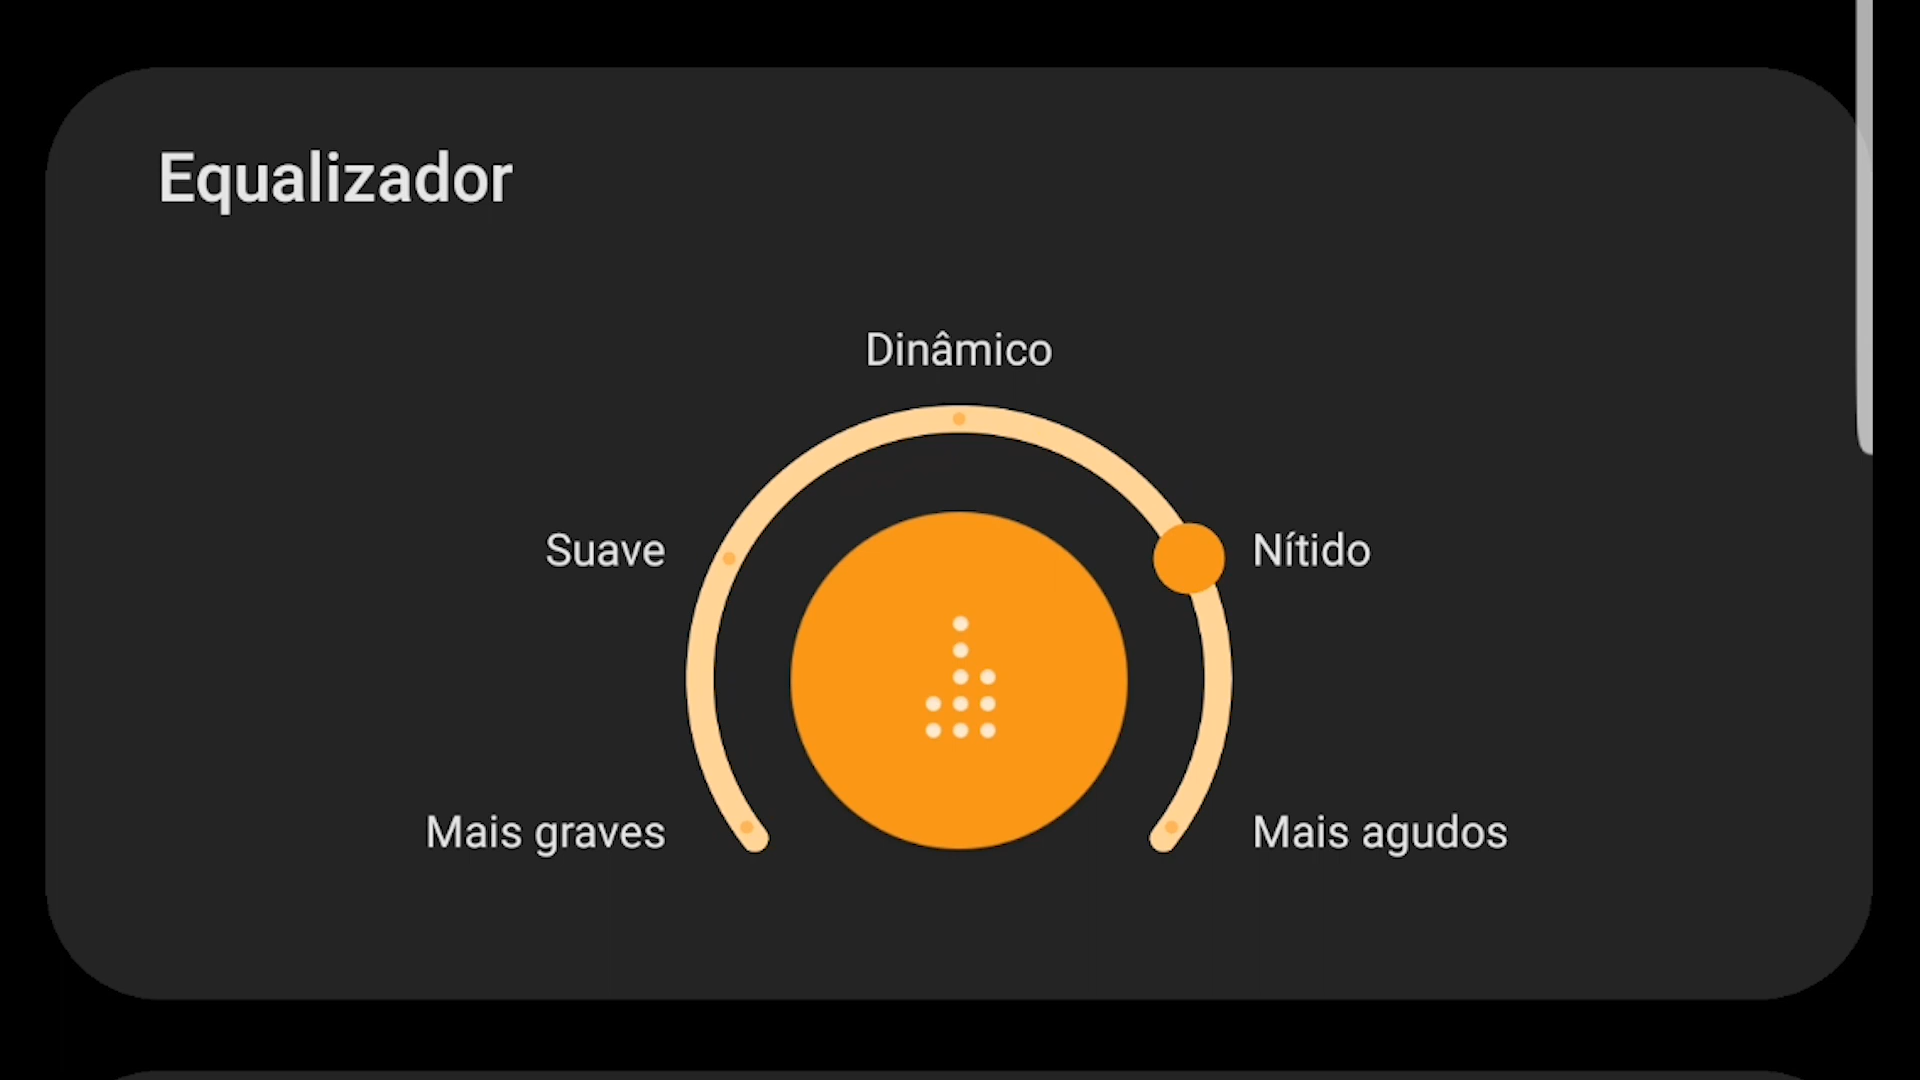 Equalizador
Dinâmico
Suave
Nítido
Mais graves
Mais agudos